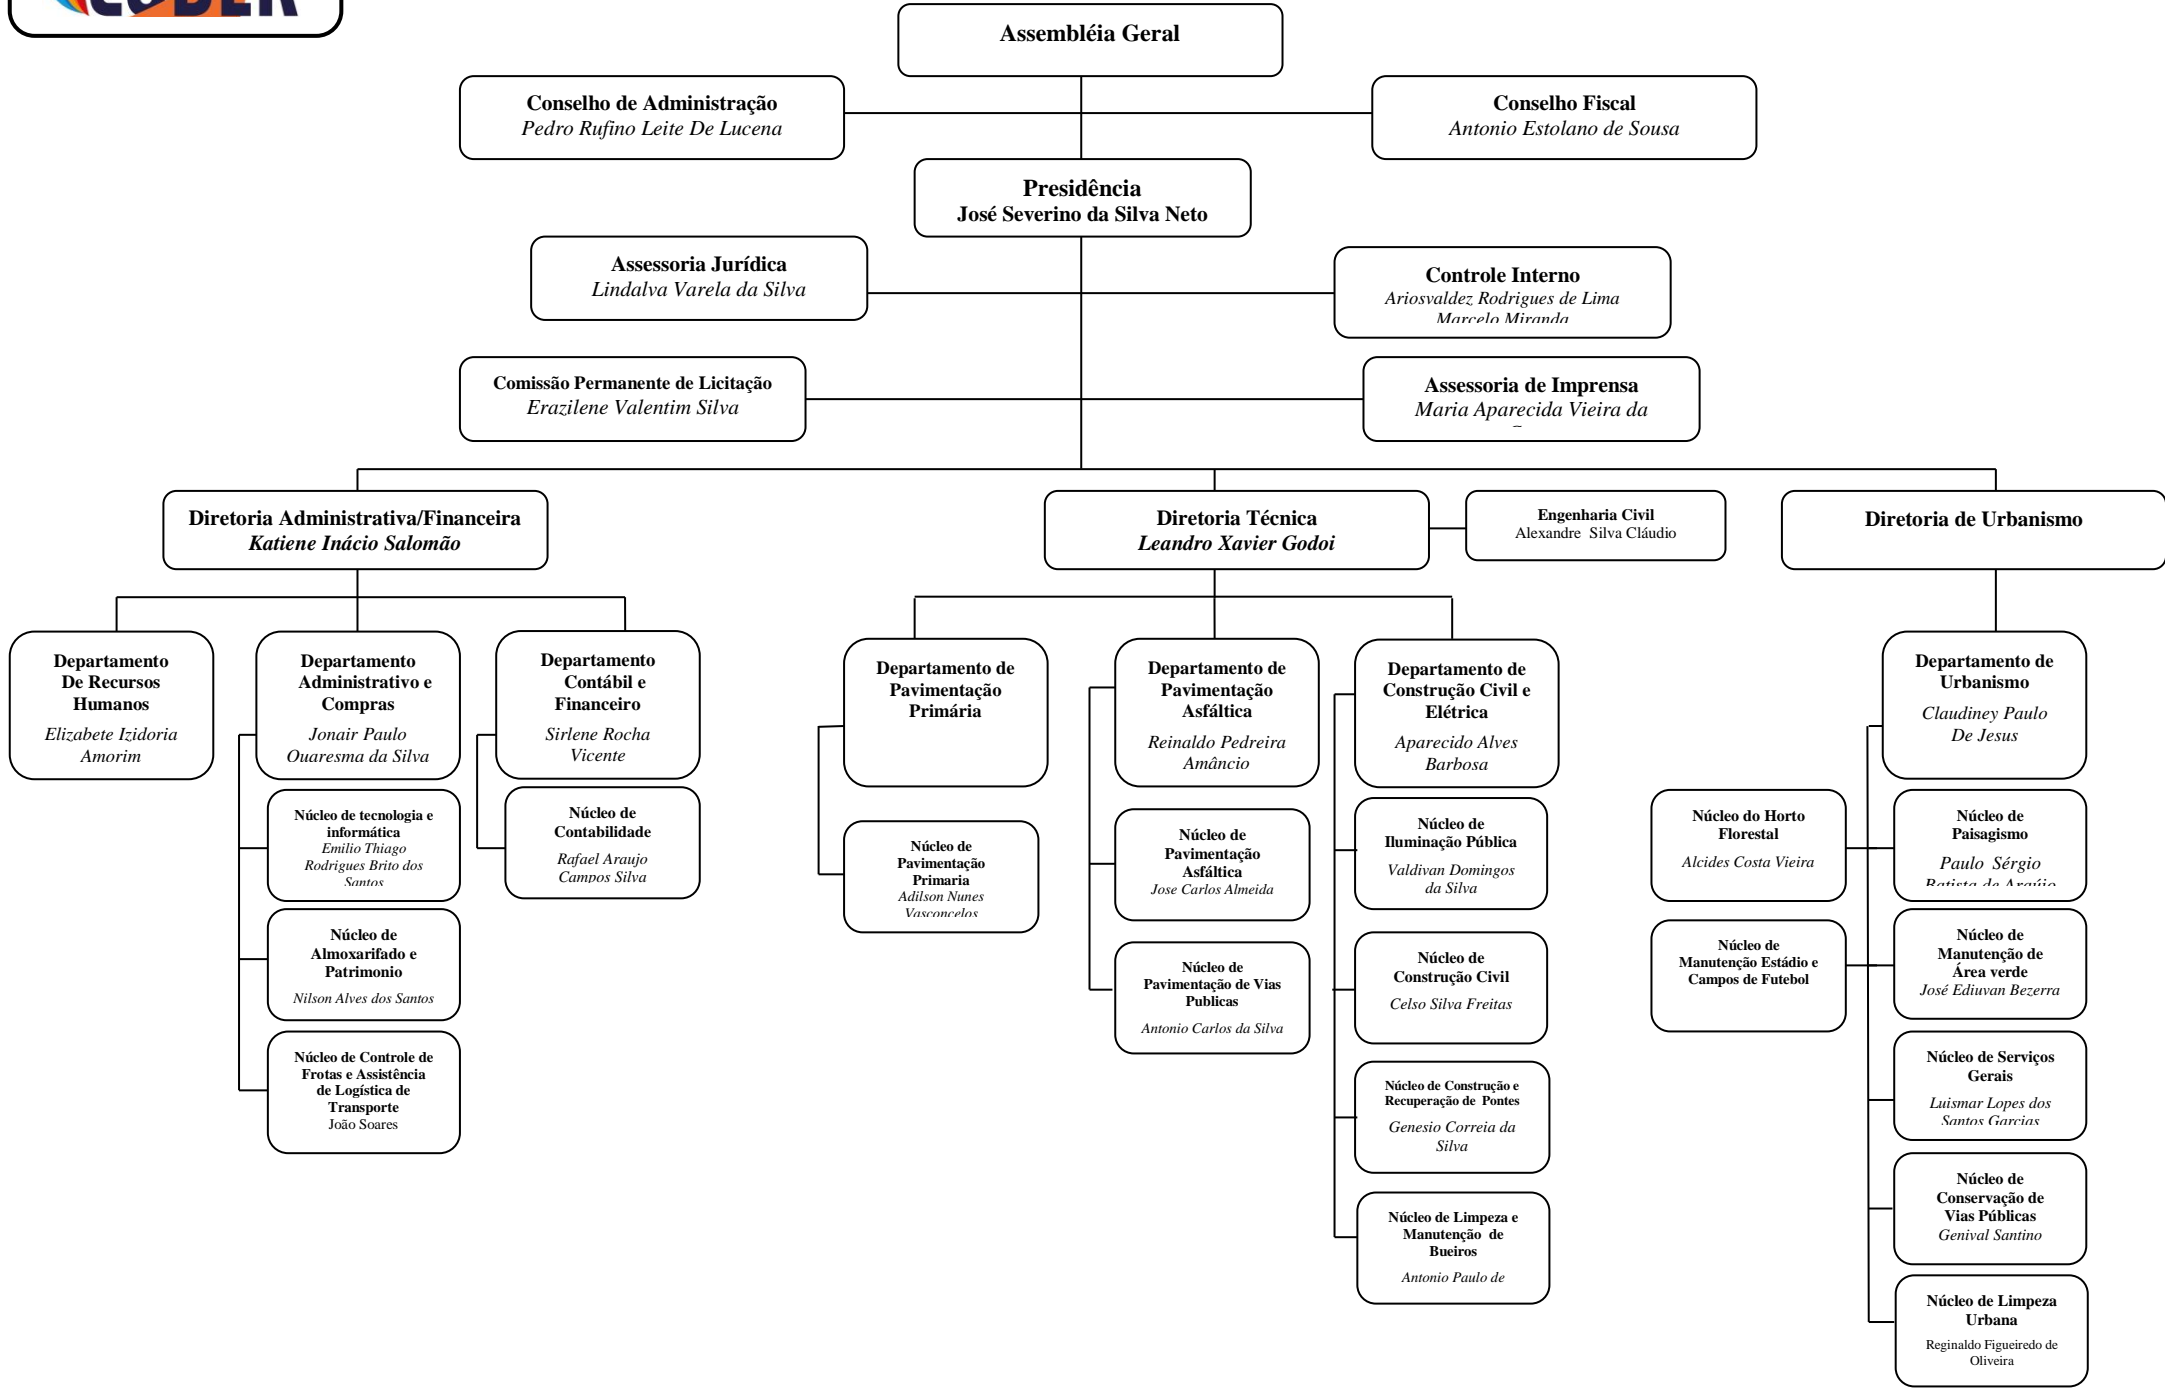 CODER
Assembléia Geral
Conselho de Administração
Pedro Rufino Leite De Lucena
Conselho Fiscal
Antonio Estolano de Sousa
Presidência
José Severino da Silva Neto
Assessoria Jurídica
Lindalva Varela da Silva
Controle Interno
Ariosvaldez Rodrigues de Lima
Marcelo Miranda
Comissão Permanente de Licitação
Erazilene Valentim Silva
Assessoria de Imprensa
Maria Aparecida Vieira da
Diretoria Administrativa/Financeira
Katiene Inácio Salomão
Diretoria Técnica
Leandro Xavier Godoi
Engenharia Civil
Alexandre Silva Cláudio
Diretoria de Urbanismo
Departamento
De Recursos
Humanos
Elizabete Izidoria
Amorim
Departamento
Administrativo e
Compras
Jonair Paulo
Quaresma da Silva
Núcleo de tecnologia e
informática
Emilio Thiago
Rodrigues Brito dos
Santos
Núcleo de
Almoxarifado e
Patrimonio
Nilson Alves dos Santos
Núcleo de Controle de
Frotas e Assistência
de Logística de
Transporte
João Soares
Departamento
Contábil e
Financeiro
Sirlene Rocha
Vicente
Núcleo de
Contabilidade
Rafael Araujo
Campos Silva
Departamento de
Pavimentação
Primária
Núcleo de
Pavimentação
Primaria
Adilson Nunes
Vasconcelos
Departamento de
Pavimentação
Asfáltica
Reinaldo Pedreira
Amâncio
Núcleo de
Pavimentação
Asfáltica
Jose Carlos Almeida
Núcleo de
Pavimentação de Vias
Publicas
Antonio Carlos da Silva
Departamento de
Construção Civil e
Elétrica
Aparecido Alves
Barbosa
Núcleo de
Iluminação Pública
Valdivan Domingos
da Silva
Núcleo de
Construção Civil
Celso Silva Freitas
Núcleo de Construção e
Recuperação de Pontes
Genesio Correia da
Silva
Núcleo de Limpeza e
Manutenção de
Bueiros
Antonio Paulo de
Departamento de
Urbanismo
Claudiney Paulo
De Jesus
Núcleo do Horto
Florestal
Alcides Costa Vieira
Núcleo de
Manutenção Estádio e
Campos de Futebol
Núcleo de
Paisagismo
Paulo Sérgio
Batista de Araújo
Núcleo de
Manutenção de
Área verde
José Ediuvan Bezerra
Núcleo de Serviços
Gerais
Luismar Lopes dos
Santos Garcias
Núcleo de
Conservação de
Vias Públicas
Genival Santino
Núcleo de Limpeza
Urbana
Reginaldo Figueiredo de
Oliveira